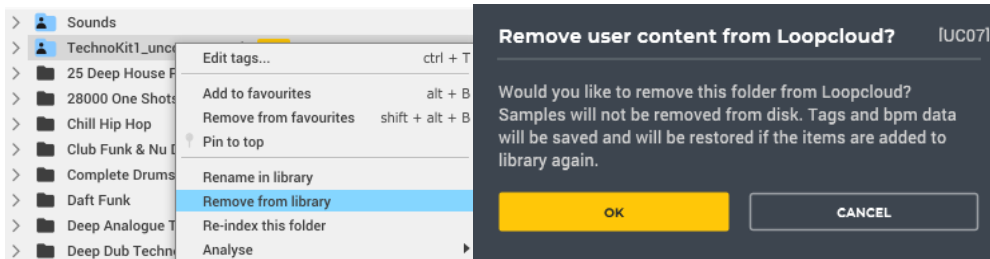 Sounds
TechnoKit1_unce
25 Deep House
28000 One Shots
Chill Hip Hop
Club Funk & Nu
Complete Drums
Daft Funk
Deep Analogue T
Deep Dub Techn
Edit tags... ctrl + T
Add to favourites alt + B
Remove from favourites shift + alt + B
Pin to top
Rename in library
Remove from library
Re-index this folder
Analyse
Remove user content from Loopcloud? [UC07]
Would you like to remove this folder from Loopcloud?
Samples will not be removed from disk. Tags and bpm data
will be saved and will be restored if the items are added to
library again.
OK
CANCEL